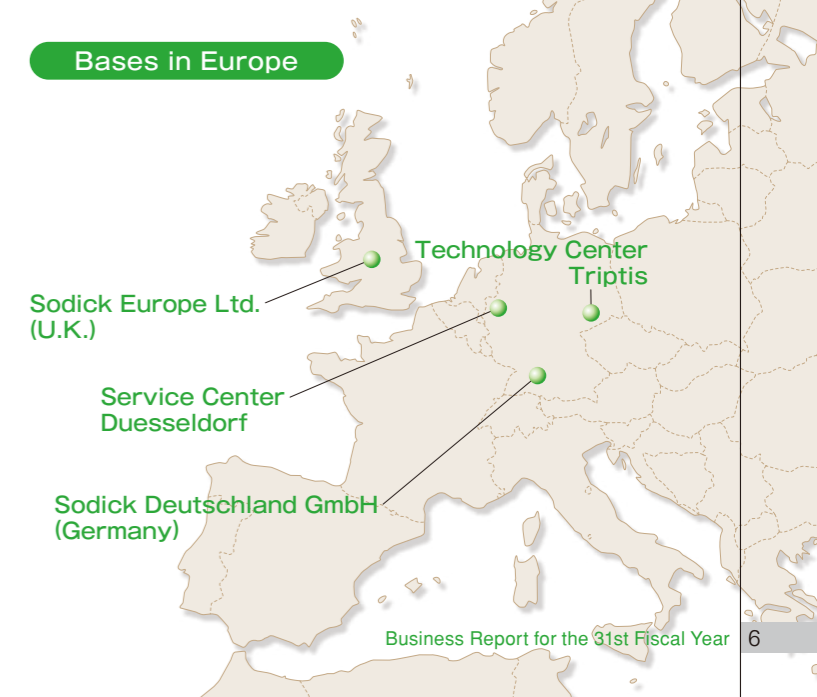 Bases in Europe
Technology Center
Triptis
Sodick Europe Ltd.
(U.K.)
Service Center
Duesseldorf
Sodick Deutschland GmbH
(Germany)
Business Report for the 31st Fiscal Year 6